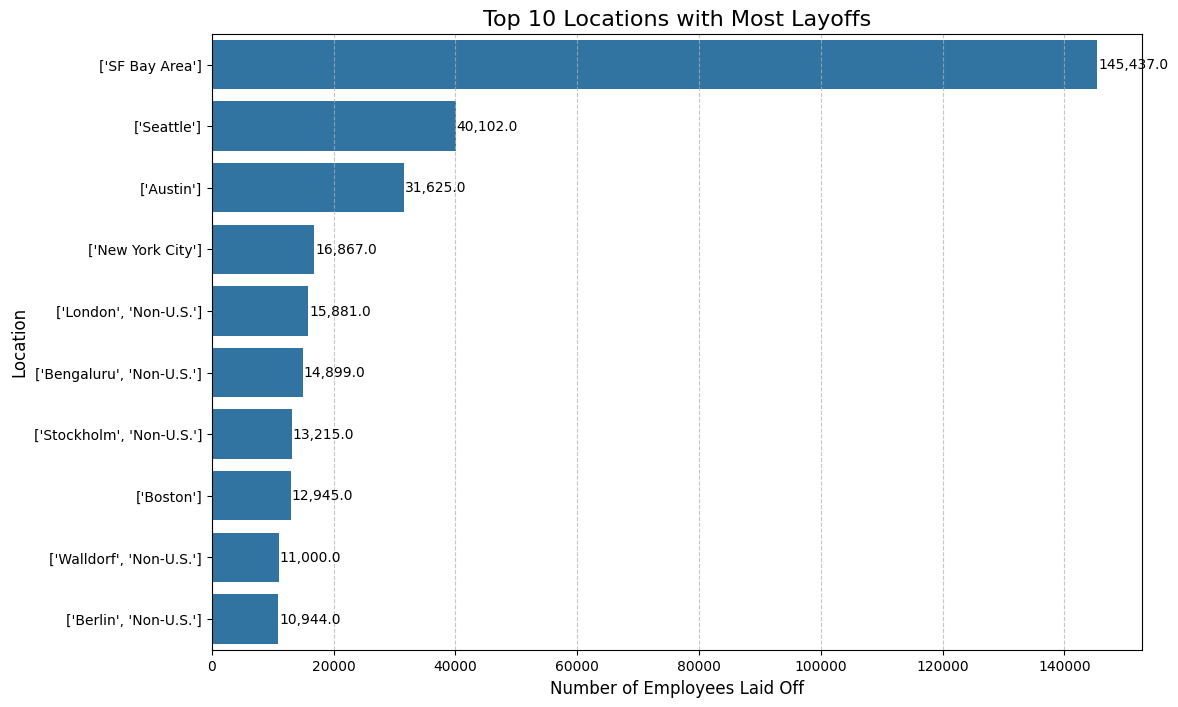 Top 10 Locations with Most Layoffs
['SF Bay Area'] 145,437.0
['Seattle'] 40,102.0
['Austin'] 31,625.0
['New York City'] 16,867.0
['London', 'Non-U.S.'] 15,881.0
['Bengaluru', 'Non-U.S.'] 14,899.0
['Stockholm', 'Non-U.S.'] 13,215.0
['Boston'] 12,945.0
['Walldorf', 'Non-U.S.'] 11,000.0
['Berlin', 'Non-U.S.'] 10,944.0
Location
0 20000 40000 60000 80000 100000 120000 140000
Number of Employees Laid Off